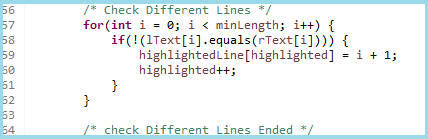 56 /* Check Different Lines */
57 for(int i = 0; i < minLength; i++) {
58 if(!(lText[i].equals(rText[i]))) {
59 highlightedLine[highlighted] = i + 1;
60 highlighted++;
61 }
62 }
63
64 /* check Different Lines Ended */